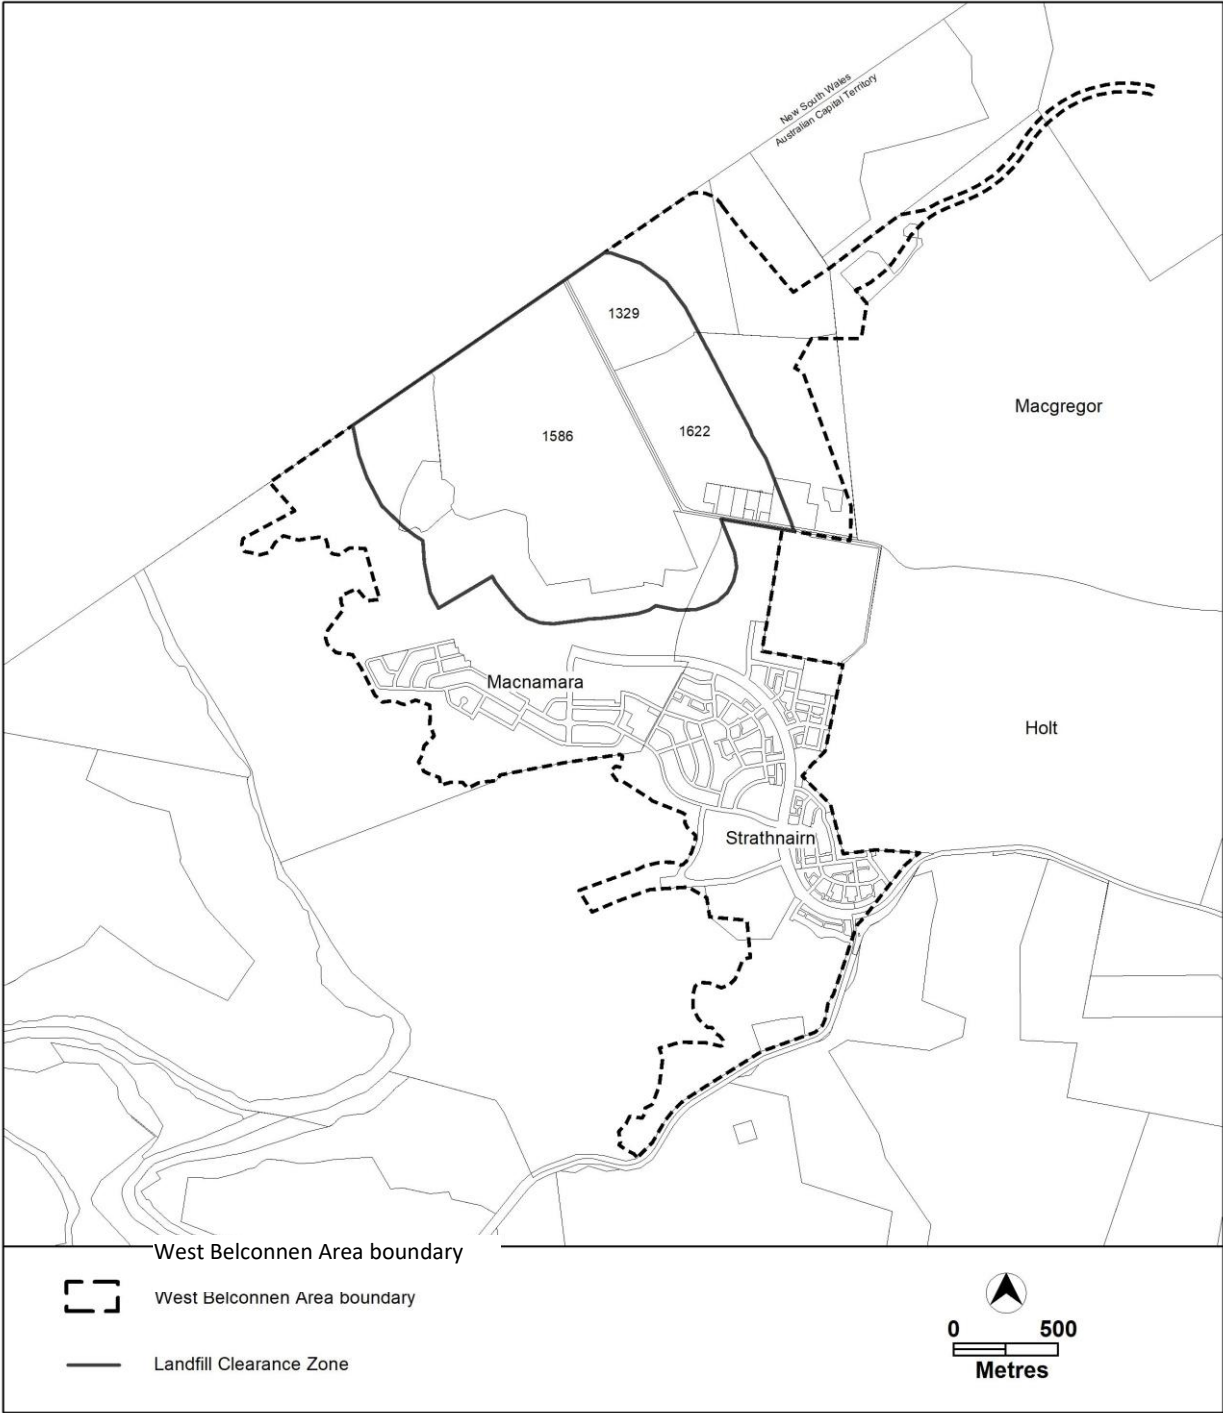 New South Wales
Australian Capital Territory
1329
Macgregor
1586
1622
Macnamara
Holt
Strathnairn
West Belconnen Area boundary
West Belconnen Area boundary
0 500
Landfill Clearance Zone
Metres